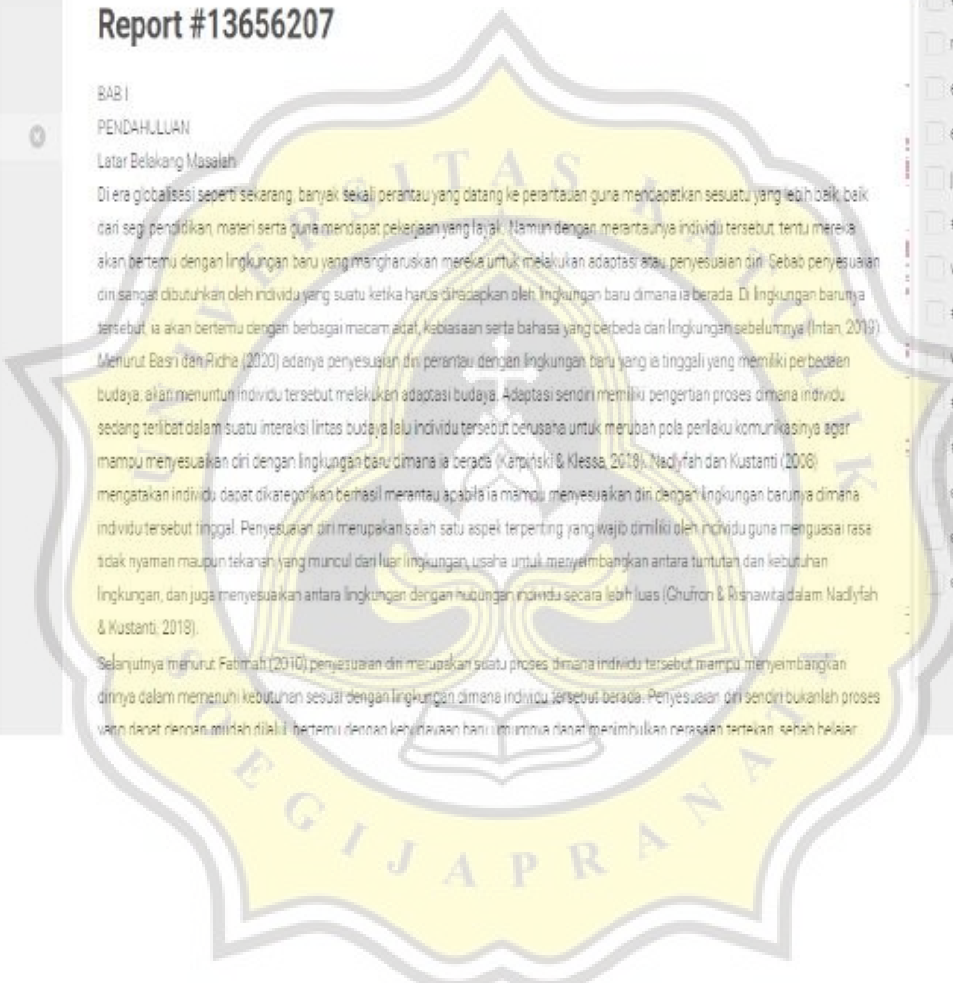 Report #13656207
BAB I
PENDAHULUAN
Latar Belakang Masalah
Di era globalisasi seperti sekarang, banyak sekali perantau yang datang ke perantauan guna mendapatkan sesuatu yang lebih baik, baik
dari segi pendidikan, materi serta guna mendapat pekerjaan yang layak. Namun dengan merantaunya individu tersebut, tentu mereka
akan bertemu dengan lingkungan baru yang mangharuskan mereka untuk melakukan adaptasi atau penyesuaian diri. Sebab penyesuaian
diri sangat dibutuhkan oleh individu yang suatu ketika harus dihadapkan oleh lingkungan baru dimana ia berada. Di lingkungan barunya
tersebut, ia akan bertemu dengan berbagai macam adat, kebiasaan serta bahasa yang berbeda dari lingkungan sebelumnya (Intan, 2019).
Menurut Basri dan Ridha (2020) adanya penyesuaian diri perantau dengan lingkungan baru yang ia tinggali yang memiliki perbedaan
budaya, akan menuntun individu tersebut melakukan adaptasi budaya. Adaptasi sendiri memiliki pengertian proses dimana individu
sedang terlibat dalam suatu interaksi lintas budaya lalu individu tersebut berusaha untuk merubah pola perilaku komunikasinya agar
mampu menyesuaikan diri dengan lingkungan baru dimana ia berada (Karpiński & Klessa, 2018). Nadlyfah dan Kustanti (2008)
mengatakan individu dapat dikategorikan berhasil merantau apabila ia mampu menyesuaikan diri dengan lingkungan barunya dimana
individu tersebut tinggal. Penyesuaian diri merupakan salah satu aspek terpenting yang wajib dimiliki oleh individu guna menguasai rasa
tidak nyaman maupun tekanan yang muncul dari luar lingkungan, usaha untuk menyeimbangkan antara tuntutan dan kebutuhan
lingkungan, dan juga menyesuaikan antara lingkungan dengan hubungan individu secara lebih luas (Ghufron & Risnawita dalam Nadlyfah
& Kustanti, 2018).
Selanjutnya menurut Fatimah (2010) penyesuaian diri merupakan suatu proses dimana individu tersebut mampu menyeimbangkan
dirinya dalam memenuhi kebutuhan sesuai dengan lingkungan dimana individu tersebut berada. Penyesuaian diri sendiri bukanlah proses
yang dapat dengan mudah dilalui, bertemu dengan kebudayaan baru umumnya dapat menimbulkan perasaan tertekan, sebab belajar
UNIVERSITAS KATOLIK
SOEGIJAPRANATA